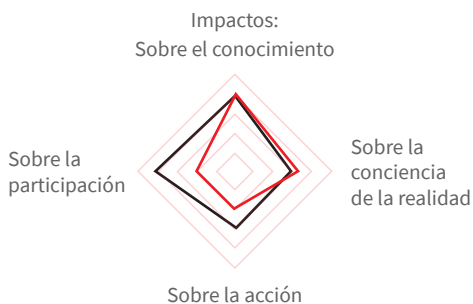 Impactos:
Sobre el conocimiento
Sobre la
participación
Sobre la
conciencia
de la realidad
Sobre la acción